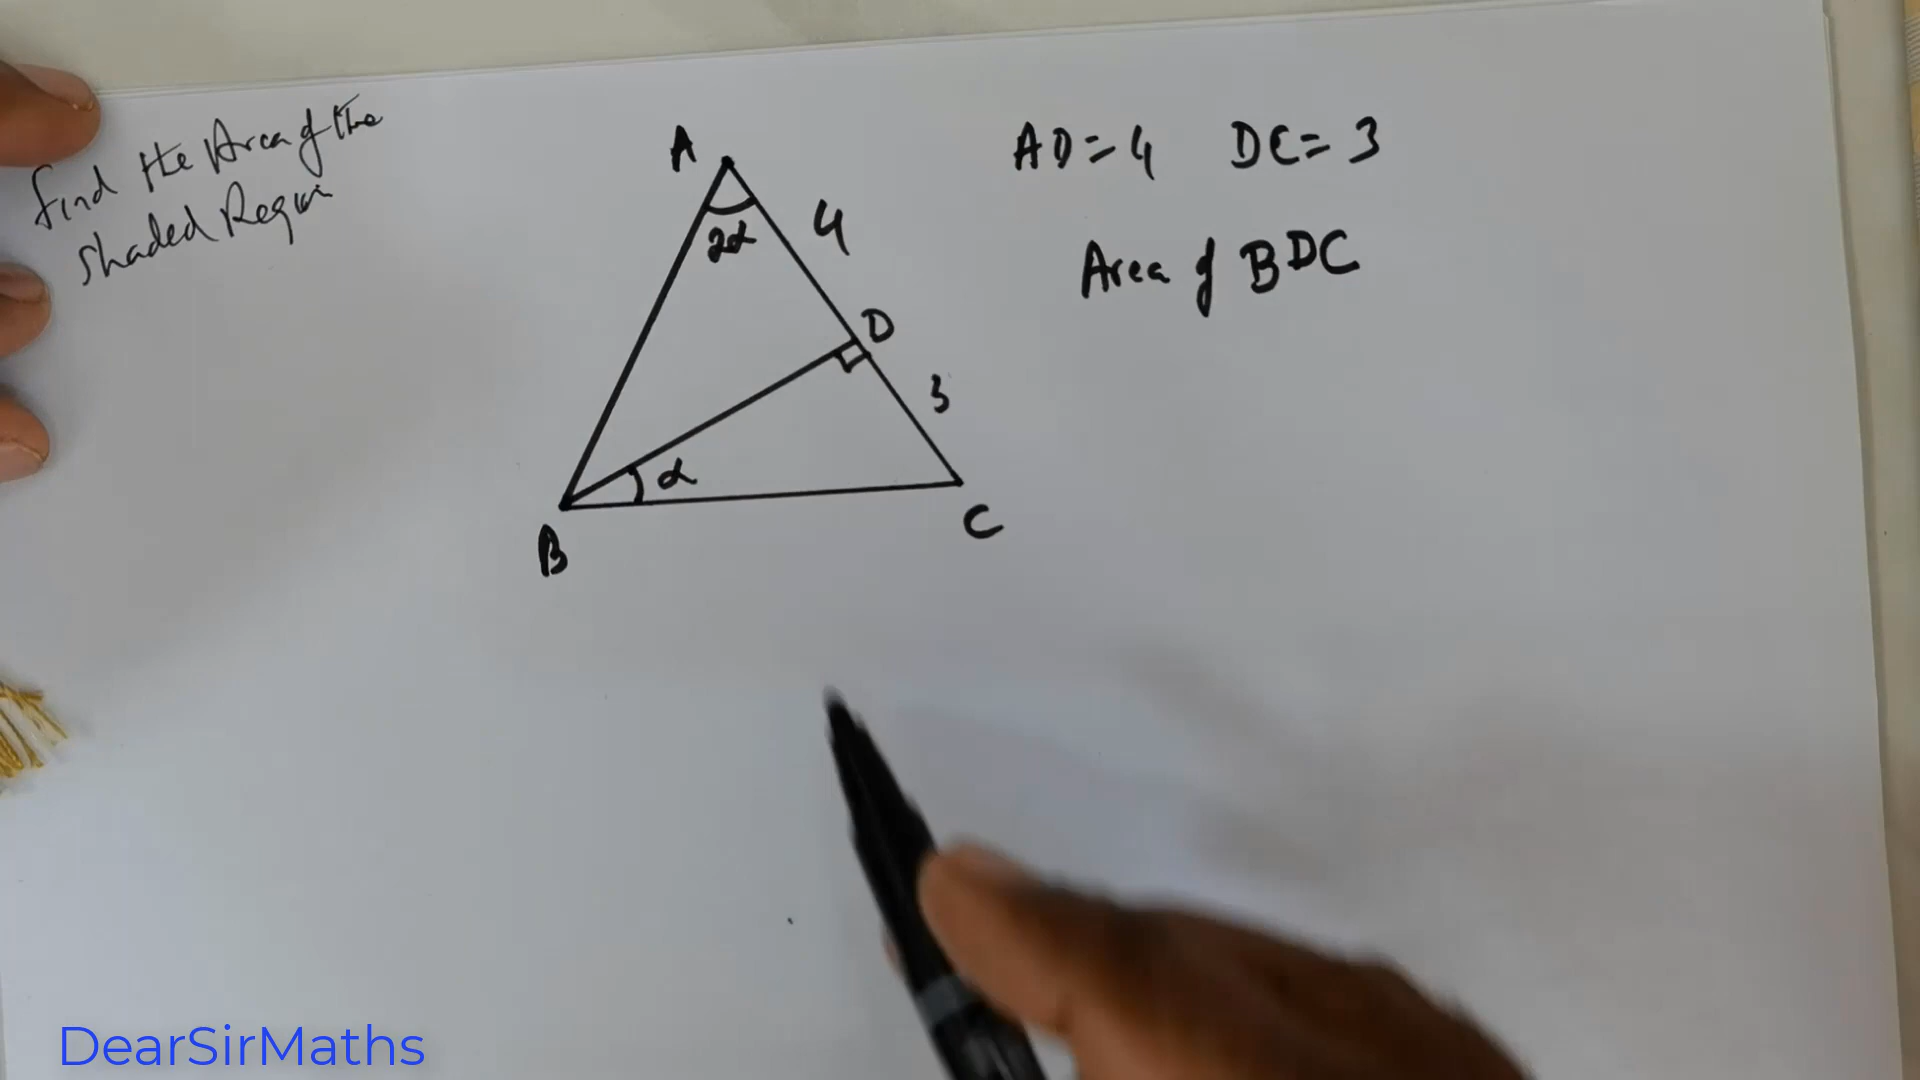 Find the Area of the
shaded Region
A
AD=4 DC=3
4
2α
Area of BDC
D
3
α
B
C
DearSirMaths